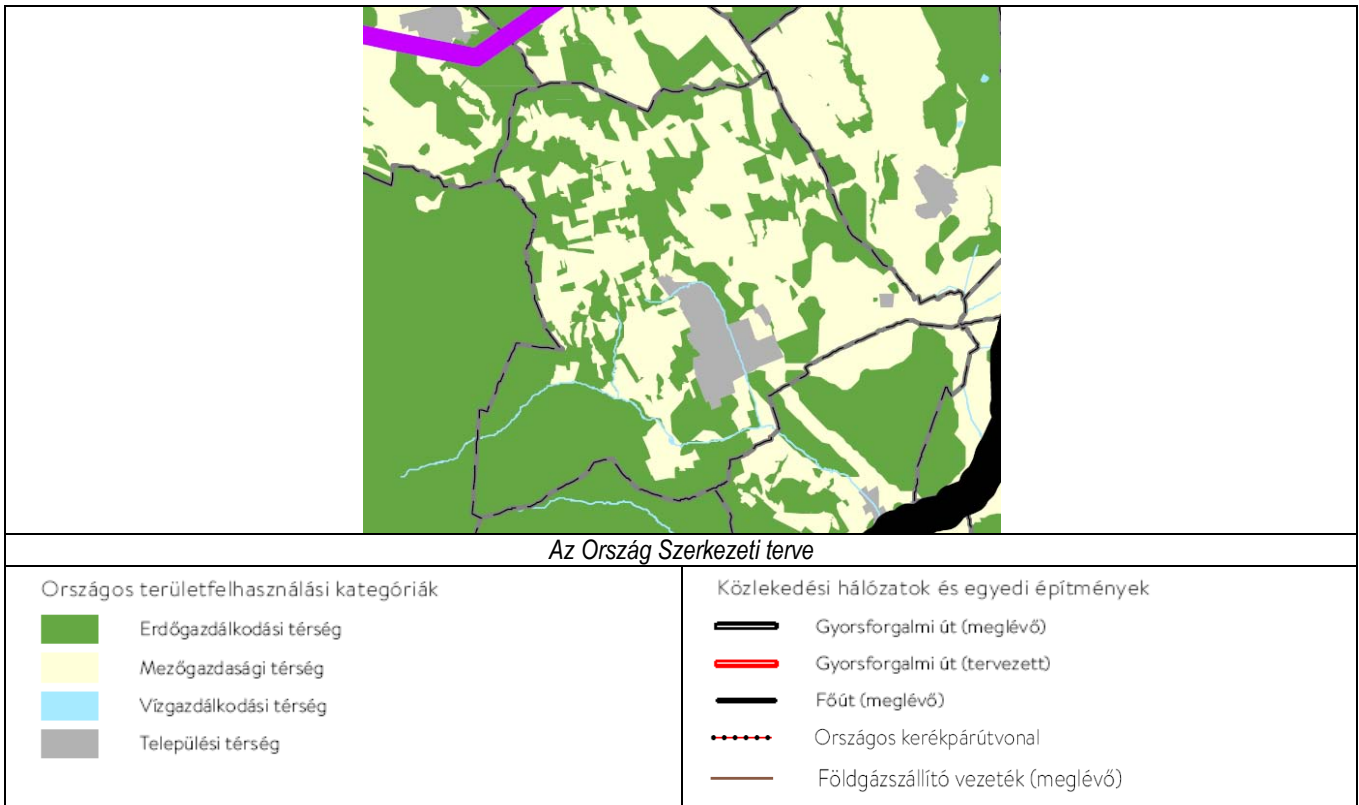 Az Ország Szerkezeti terve
Országos területfelhasználási kategóriák
Erdőgazdálkodási térség
Mezőgazdasági térség
Vízgazdálkodási térség
Települési térség
Közlekedési hálózatok és egyedi építmények
Gyorsforgalmi út (meglévő)
Gyorsforgalmi út (tervezett)
Főút (meglévő)
Országos kerékpárútvonal
Földgázszállító vezeték (meglévő)